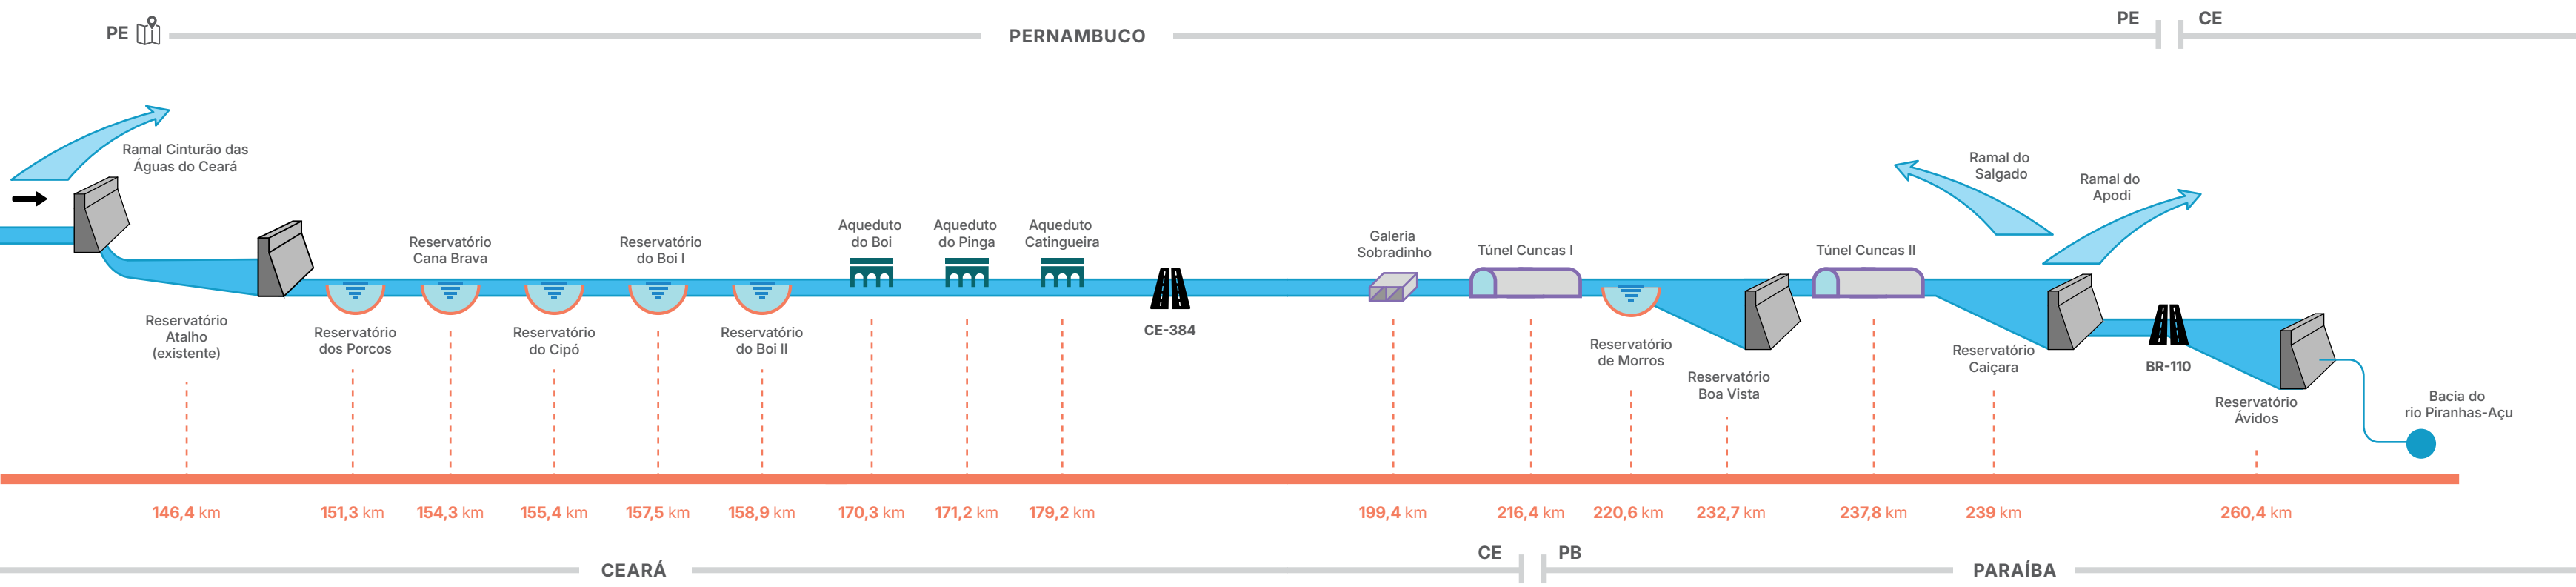 PE
PERNAMBUCO
PE
CE
Ramal Cinturão das
Águas do Ceará
Reservatório
Atalho
(existente)
Reservatório
dos Porcos
Reservatório
Cana Brava
Reservatório
do Cipó
Reservatório
do Boi I
Reservatório
do Boi II
Aqueduto
do Boi
Aqueduto
do Pinga
Aqueduto
Catingueira
CE-384
Galeria
Sobradinho
Túnel Cuncas I
Reservatório
de Morros
Reservatório
Boa Vista
Túnel Cuncas II
Ramal do
Salgado
Ramal do
Apodi
Reservatório
Caiçara
BR-110
Reservatório
Ávidos
Bacia do
rio Piranhas-Açu
146,4 km
151,3 km
154,3 km
155,4 km
157,5 km
158,9 km
170,3 km
171,2 km
179,2 km
199,4 km
216,4 km
220,6 km
232,7 km
237,8 km
239 km
260,4 km
CEARÁ
CE
PB
PARAÍBA